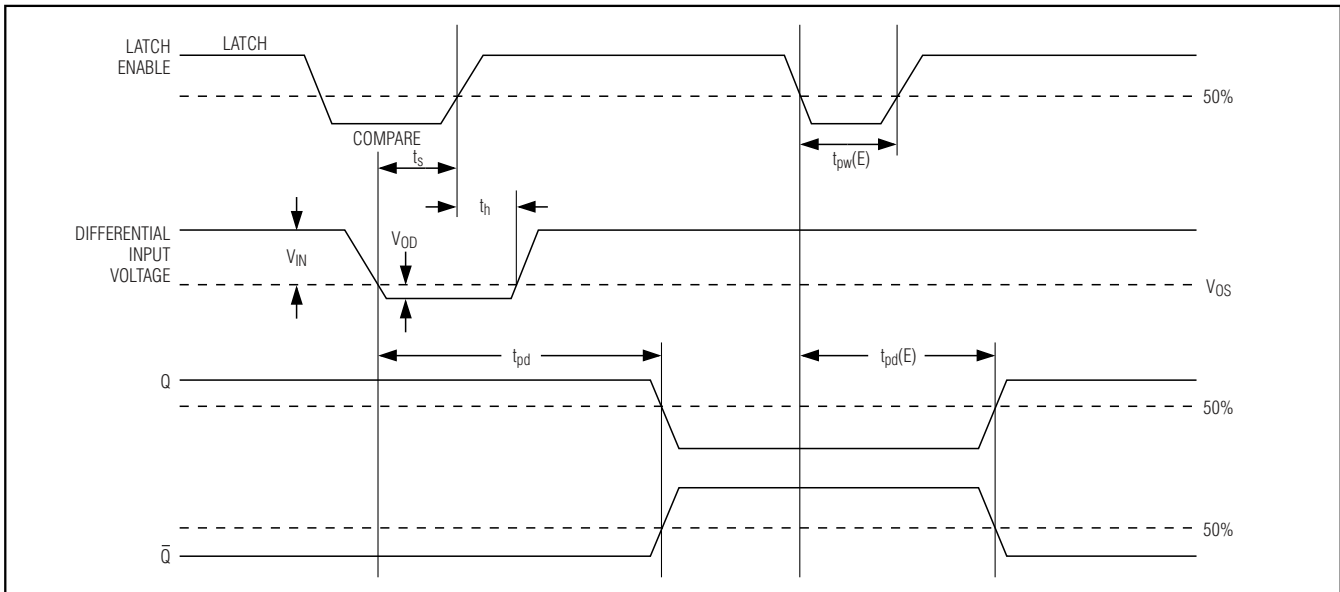 LATCH
ENABLE
LATCH
50%
COMPARE
ts
tpw(E)
th
DIFFERENTIAL
INPUT
VOLTAGE
VIN
VOD
VOS
tpd
tpd(E)
Q
50%
50%
Q̅